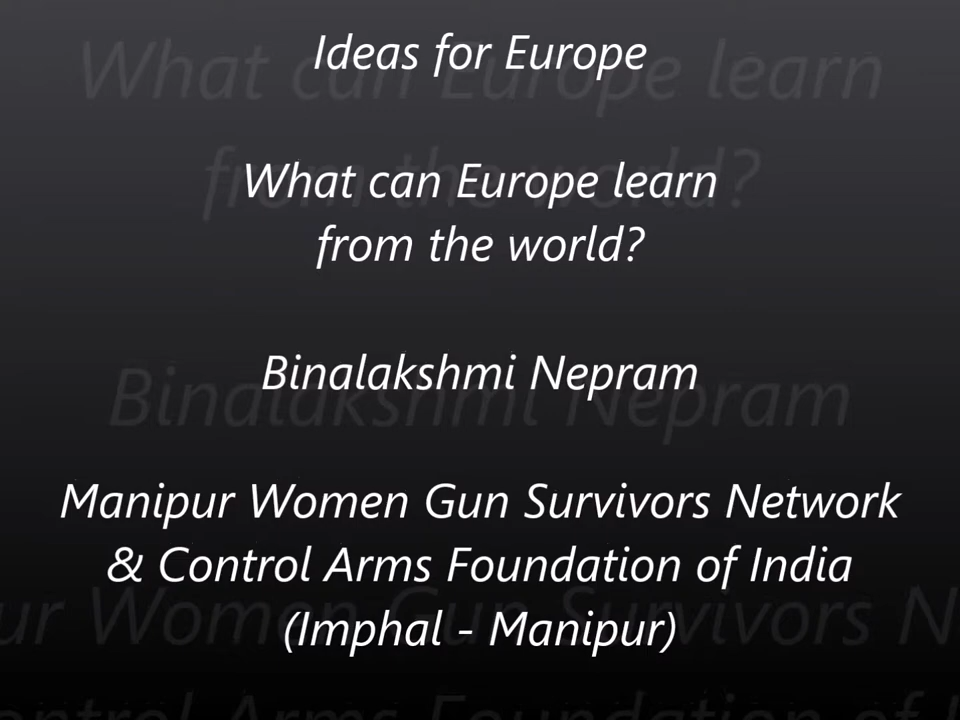 Ideas for Europe
What can Europe learn
from the world?
Binalakshmi Nepram
Manipur Women Gun Survivors Network
& Control Arms Foundation of India
(Imphal - Manipur)